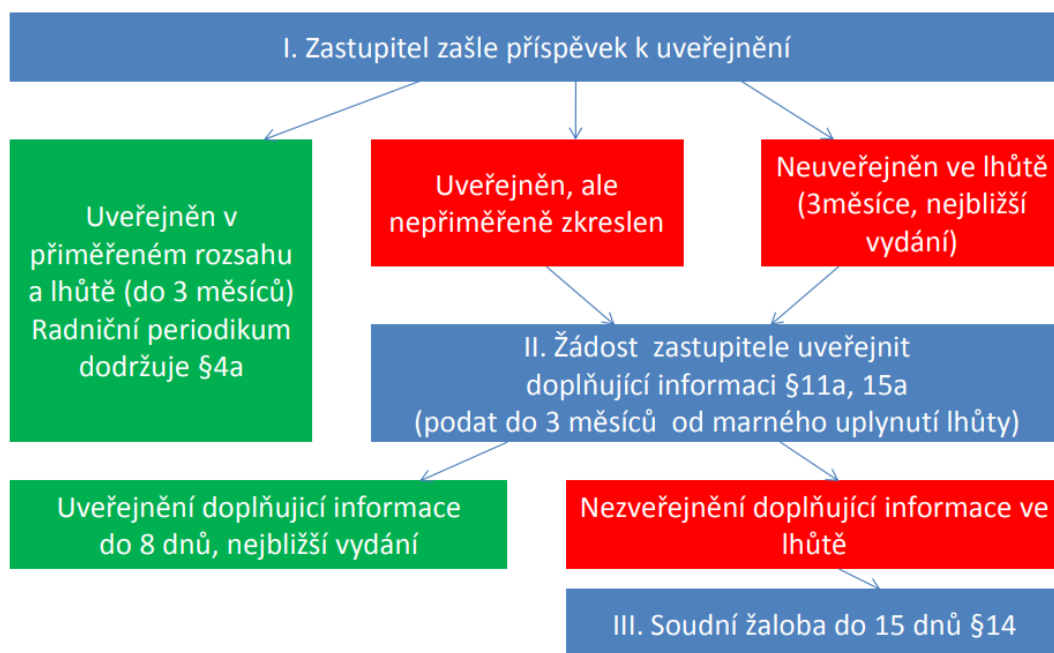 I. Zastupitel zašle příspěvek k uveřejnění
Uveřejněn v
přiměřeném rozsahu
a lhůtě (do 3 měsíců)
Radniční periodikum
dodržuje §4a
Uveřejněn, ale
nepřiměřeně zkreslen
Neuveřejněn ve lhůtě
(3měsíce, nejbližší
vydání)
II. Žádost  zastupitele uveřejnit
doplňující informaci §11a, 15a
(podat do 3 měsíců  od marného uplynutí lhůty)
Uveřejnění doplňujicí informace
do 8 dnů, nejbližší vydání
Nezveřejnění doplňující informace ve
lhůtě
III. Soudní žaloba do 15 dnů §14